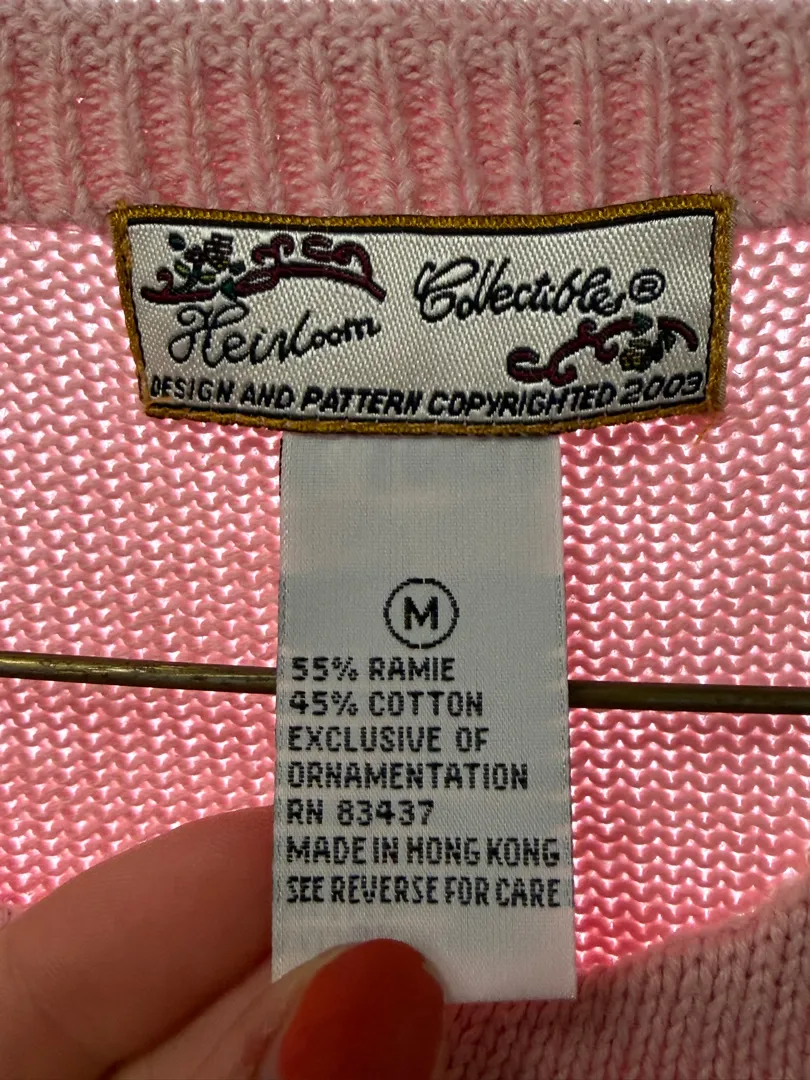 Heirloom Collectibles®
DESIGN AND PATTERN COPYRIGHTED 2003
M
55% RAMIE
45% COTTON
EXCLUSIVE OF
ORNAMENTATION
RN 83437
MADE IN HONG KONG
SEE REVERSE FOR CARE